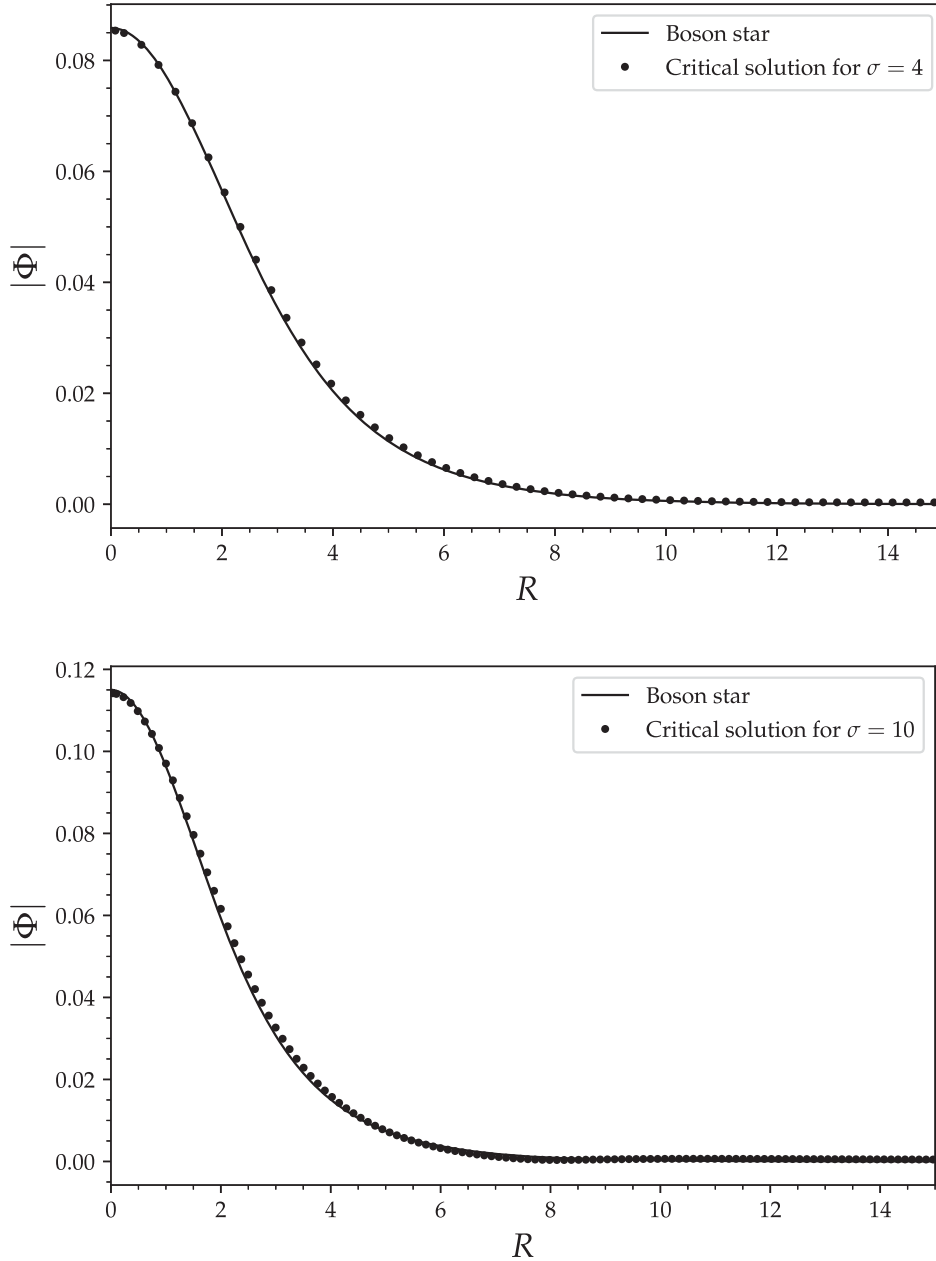 Boson star
Critical solution for σ = 4
0.08
0.06
0.04
0.02
0.00
|Φ|
0 2 4 6 8 10 12 14
R
0.12
Boson star
Critical solution for σ = 10
0.10
0.08
0.06
0.04
0.02
0.00
|Φ|
0 2 4 6 8 10 12 14
R